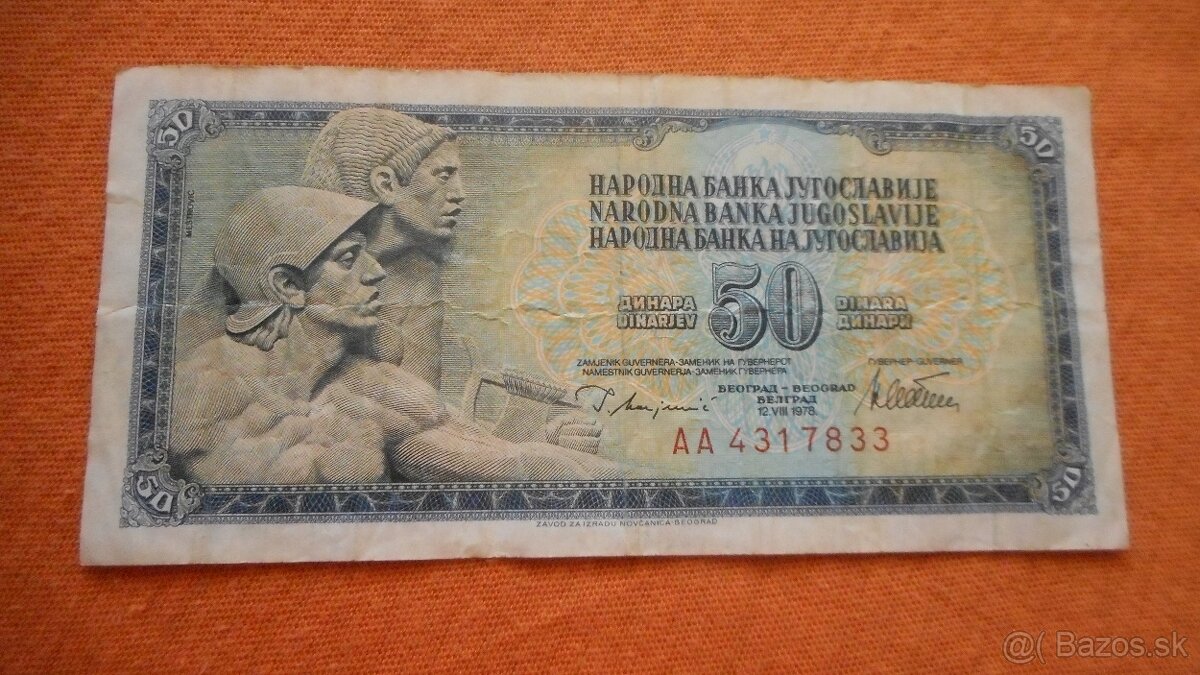 50
50
MEŠTROVIĆ
НАРОДНА БАНКА ЈУГОСЛАВИЈЕ
NARODNA BANKA JUGOSLAVIJE
НАРОДНА БАНКА НА ЈУГОСЛАВИЈА
ДИНАРА 50 DINARA
DINARJEV ДИНАРИ
ZAMJENIK GUVERNERA-ЗАМЕНИК НА ГУВЕРНЕРОТ
NAMESTNIK GUVERNERJA-ЗАМЕНИК ГУВЕРНЕРА
ГУВЕРНЕР-GUVERNER
БЕОГРАД - BEOGRAD
БЕЛГРАД
12. VIII 1978.
AA 4317833
50
50
ZAVOD ZA IZRADU NOVČANICA-BEOGRAD
@( Bazos.sk